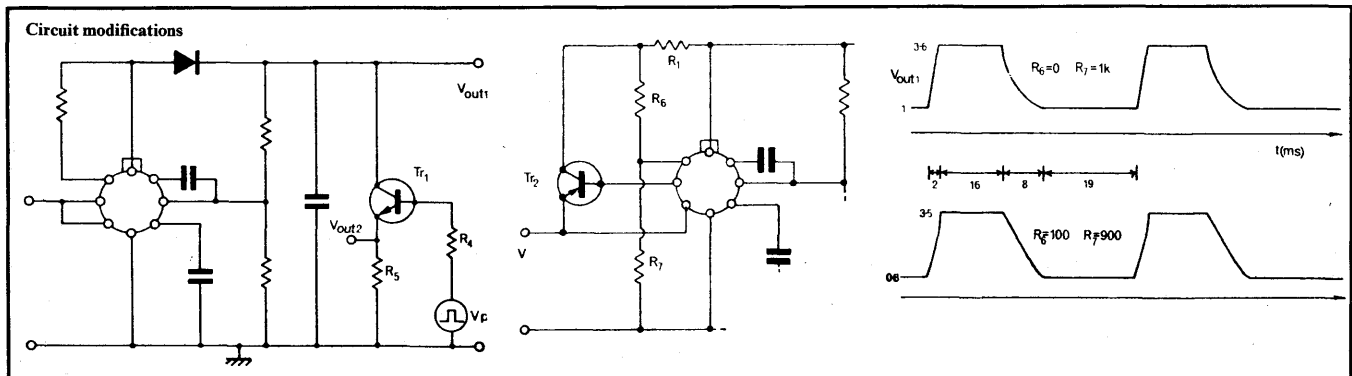 Circuit modifications
Vout1
Tr1
Vout2
R4
R5
Vp
R1
R6
Tr2
V
R7
3·6
Vout1
R6=0 R7=1k
1
t(ms)
2 16 8 19
3·5
R6=100 R7=900
0·8